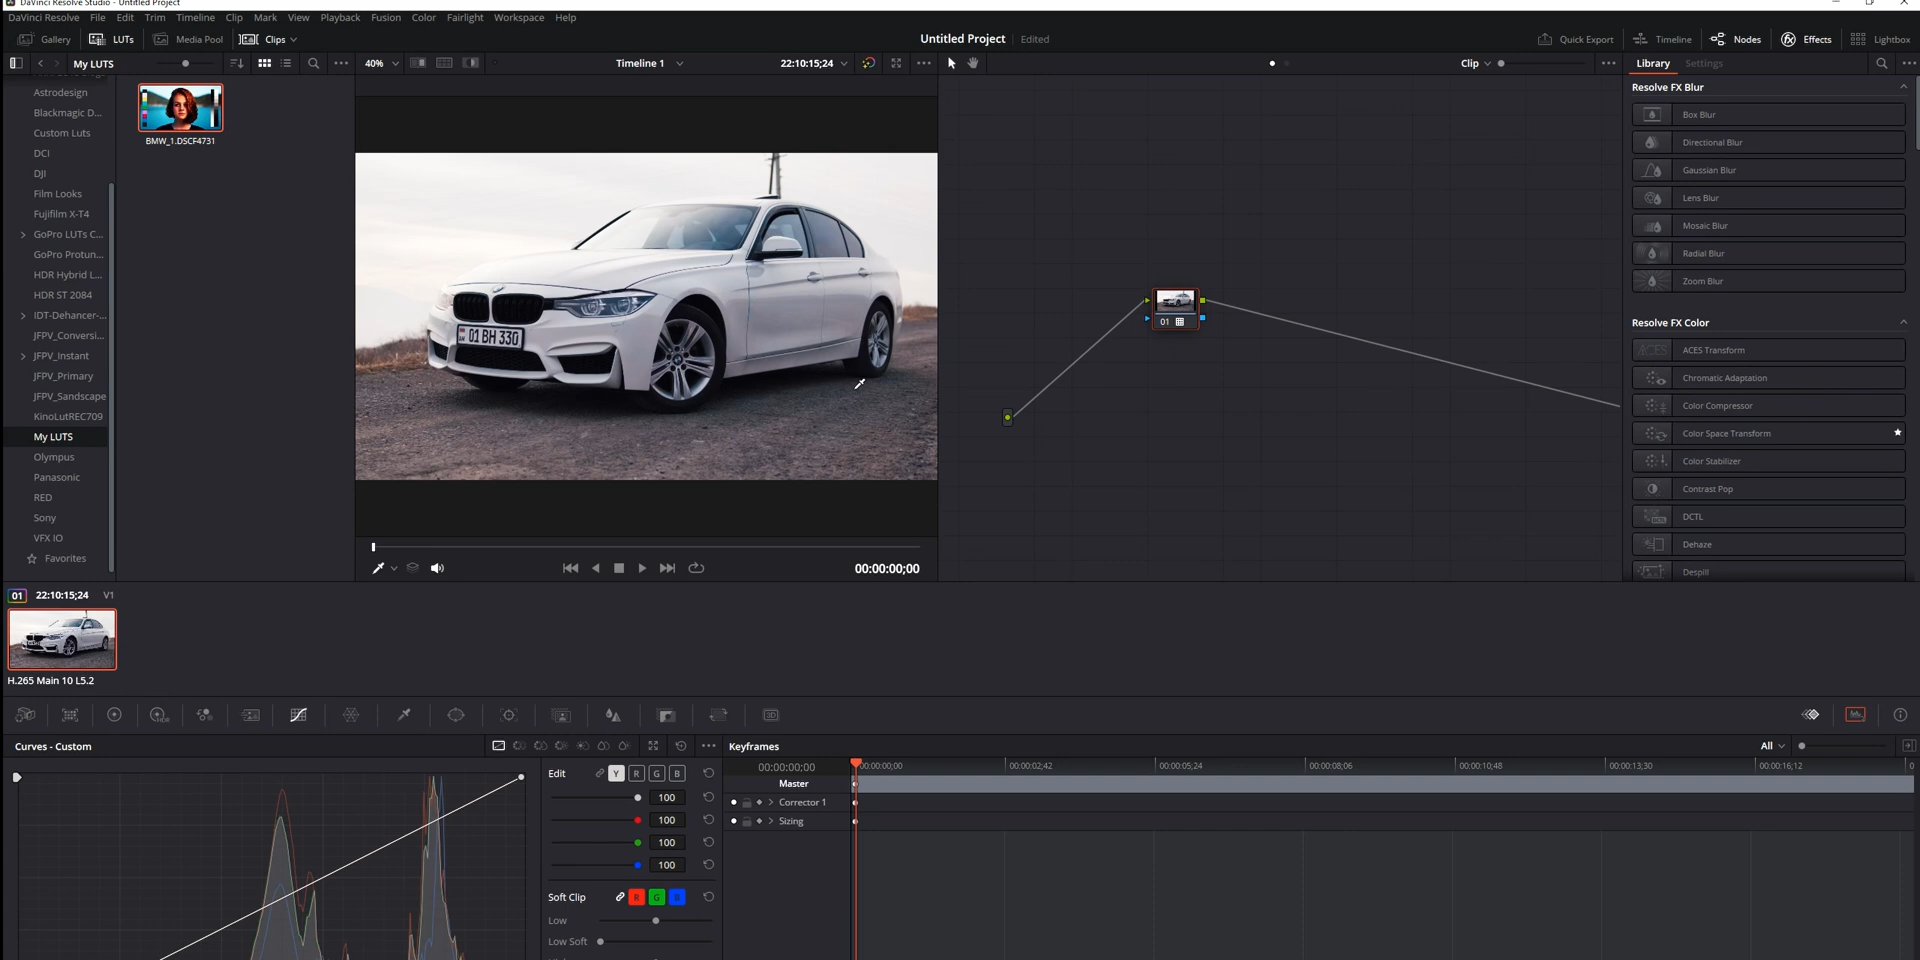 DaVinci Resolve Studio - Untitled Project
DaVinci Resolve File Edit Trim Timeline Clip Mark View Playback Fusion Color Fairlight Workspace Help
Gallery LUTs Media Pool Clips Untitled Project Edited Quick Export Timeline Nodes Effects Lightbox
My LUTS 40% Timeline 1 22:10:15;24 Clip Library Settings
Astrodesign
Blackmagic D...
Custom Luts
DCI
DJI
Film Looks
Fujifilm X-T4
GoPro LUTs C...
GoPro Protun...
HDR Hybrid L...
HDR ST 2084
IDT-Dehancer-...
JFPV_Conversi...
JFPV_Instant
JFPV_Primary
JFPV_Sandscape
KinoLutREC709
My LUTS
Olympus
Panasonic
RED
Sony
VFX IO
Favorites
BMW_1.DSCF4731
01 BH 330
00:00:00;00
01
Resolve FX Blur
Box Blur
Directional Blur
Gaussian Blur
Lens Blur
Mosaic Blur
Radial Blur
Zoom Blur
Resolve FX Color
ACES Transform
Chromatic Adaptation
Color Compressor
Color Space Transform
Color Stabilizer
Contrast Pop
DCTL
Dehaze
Despill
01 22:10:15;24 V1
H.265 Main 10 L5.2
Curves - Custom
Edit Y R G B
100
100
100
100
Soft Clip R G B
Low
Low Soft
Keyframes All
00:00:00;00 00:00:00;00 00:00:02;42 00:00:05;24 00:00:08;06 00:00:10;48 00:00:13;30 00:00:16;12
Master
Corrector 1
Sizing